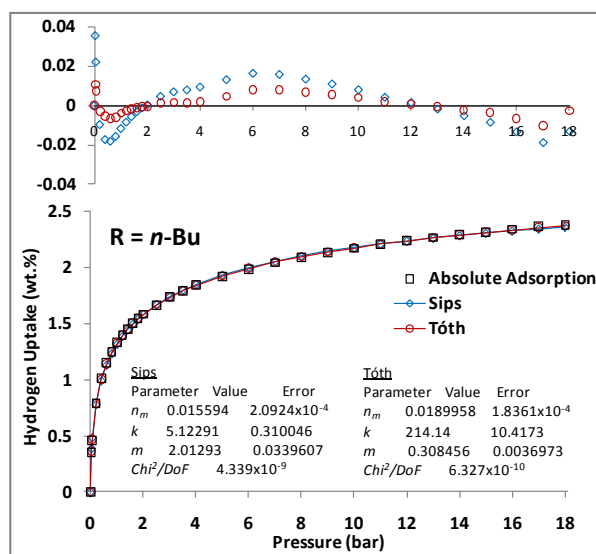 0.04
0.02
0
-0.02
-0.04
0 2 4 6 8 10 12 14 16 18
2.5
2
1.5
1
0.5
0
Hydrogen Uptake (wt.%)
R = n-Bu
Absolute Adsorption
Sips
Tóth
Sips
Parameter Value Error
nm 0.015594 2.0924x10-4
k 5.12291 0.310046
m 2.01293 0.0339607
Chi2/DoF 4.339x10-9
Tóth
Parameter Value Error
nm 0.0189958 1.8361x10-4
k 214.14 10.4173
m 0.308456 0.0036973
Chi2/DoF 6.327x10-10
0 2 4 6 8 10 12 14 16 18
Pressure (bar)